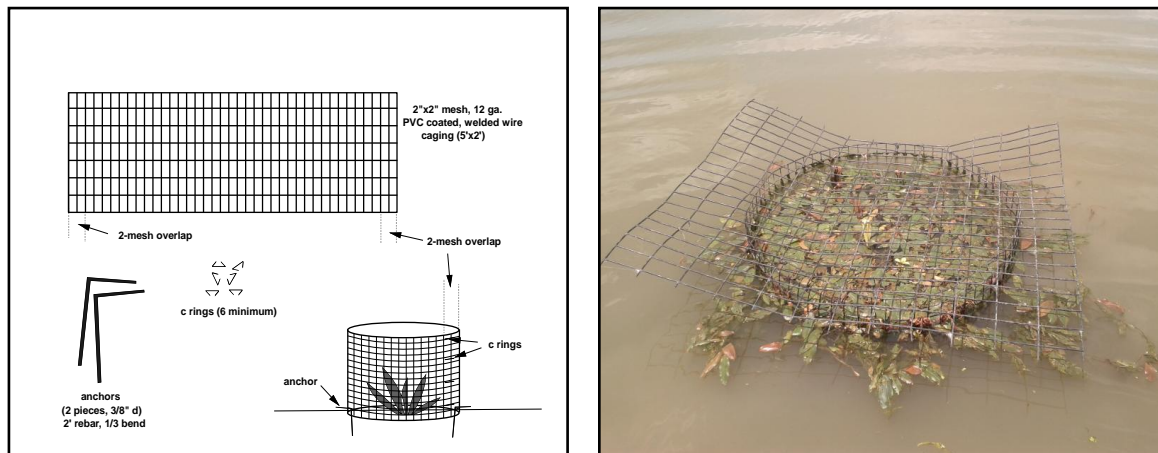 2"x2" mesh, 12 ga.
PVC coated, welded wire
caging (5'x2')
2-mesh overlap
2-mesh overlap
c rings (6 minimum)
c rings
anchor
anchors
(2 pieces, 3/8" d)
2' rebar, 1/3 bend